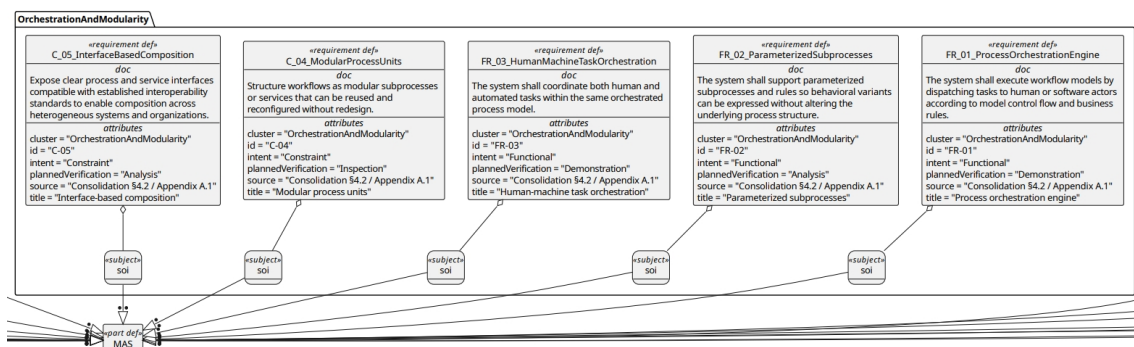 OrchestrationAndModularity
«requirement def»
C_05_InterfaceBasedComposition
doc
Expose clear process and service interfaces
compatible with established interoperability
standards to enable composition across
heterogeneous systems and organizations.
attributes
cluster = "OrchestrationAndModularity"
id = "C-05"
intent = "Constraint"
plannedVerification = "Analysis"
source = "Consolidation §4.2 / Appendix A.1"
title = "Interface-based composition"
«requirement def»
C_04_ModularProcessUnits
doc
Structure workflows as modular subprocesses
or services that can be reused and
reconfigured without redesign.
attributes
cluster = "OrchestrationAndModularity"
id = "C-04"
intent = "Constraint"
plannedVerification = "Inspection"
source = "Consolidation §4.2 / Appendix A.1"
title = "Modular process units"
«requirement def»
FR_03_HumanMachineTaskOrchestration
doc
The system shall coordinate both human and
automated tasks within the same orchestrated
process model.
attributes
cluster = "OrchestrationAndModularity"
id = "FR-03"
intent = "Functional"
plannedVerification = "Demonstration"
source = "Consolidation §4.2 / Appendix A.1"
title = "Human-machine task orchestration"
«requirement def»
FR_02_ParameterizedSubprocesses
doc
The system shall support parameterized
subprocesses and rules so behavioral variants
can be expressed without altering the
underlying process structure.
attributes
cluster = "OrchestrationAndModularity"
id = "FR-02"
intent = "Functional"
plannedVerification = "Analysis"
source = "Consolidation §4.2 / Appendix A.1"
title = "Parameterized subprocesses"
«requirement def»
FR_01_ProcessOrchestrationEngine
doc
The system shall execute workflow models by
dispatching tasks to human or software actors
according to model control flow and business
rules.
attributes
cluster = "OrchestrationAndModularity"
id = "FR-01"
intent = "Functional"
plannedVerification = "Demonstration"
source = "Consolidation §4.2 / Appendix A.1"
title = "Process orchestration engine"
«subject»
soi
«subject»
soi
«subject»
soi
«subject»
soi
«subject»
soi
«part def»
MAS